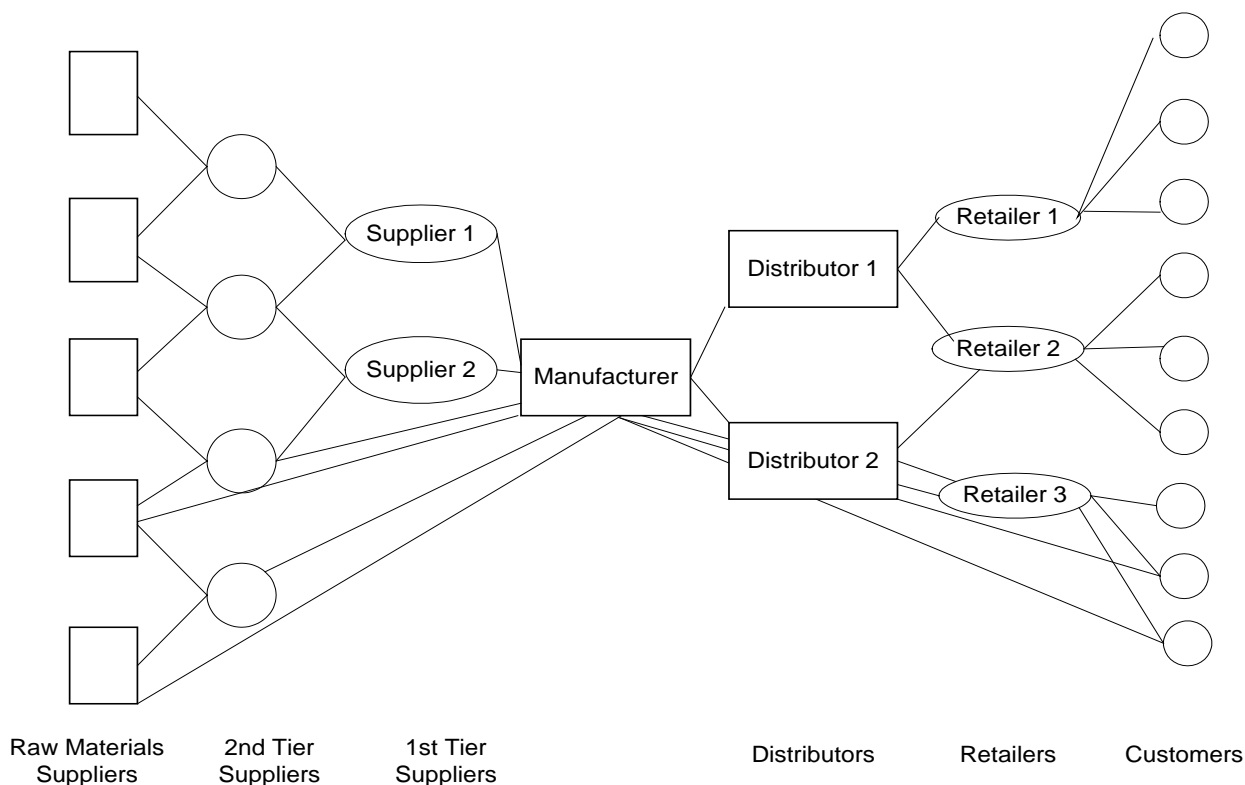 Retailer 1
Supplier 1
Distributor 1
Retailer 2
Supplier 2
Manufacturer
Distributor 2
Retailer 3
Raw Materials
Suppliers
2nd Tier
Suppliers
1st Tier
Suppliers
Distributors
Retailers
Customers